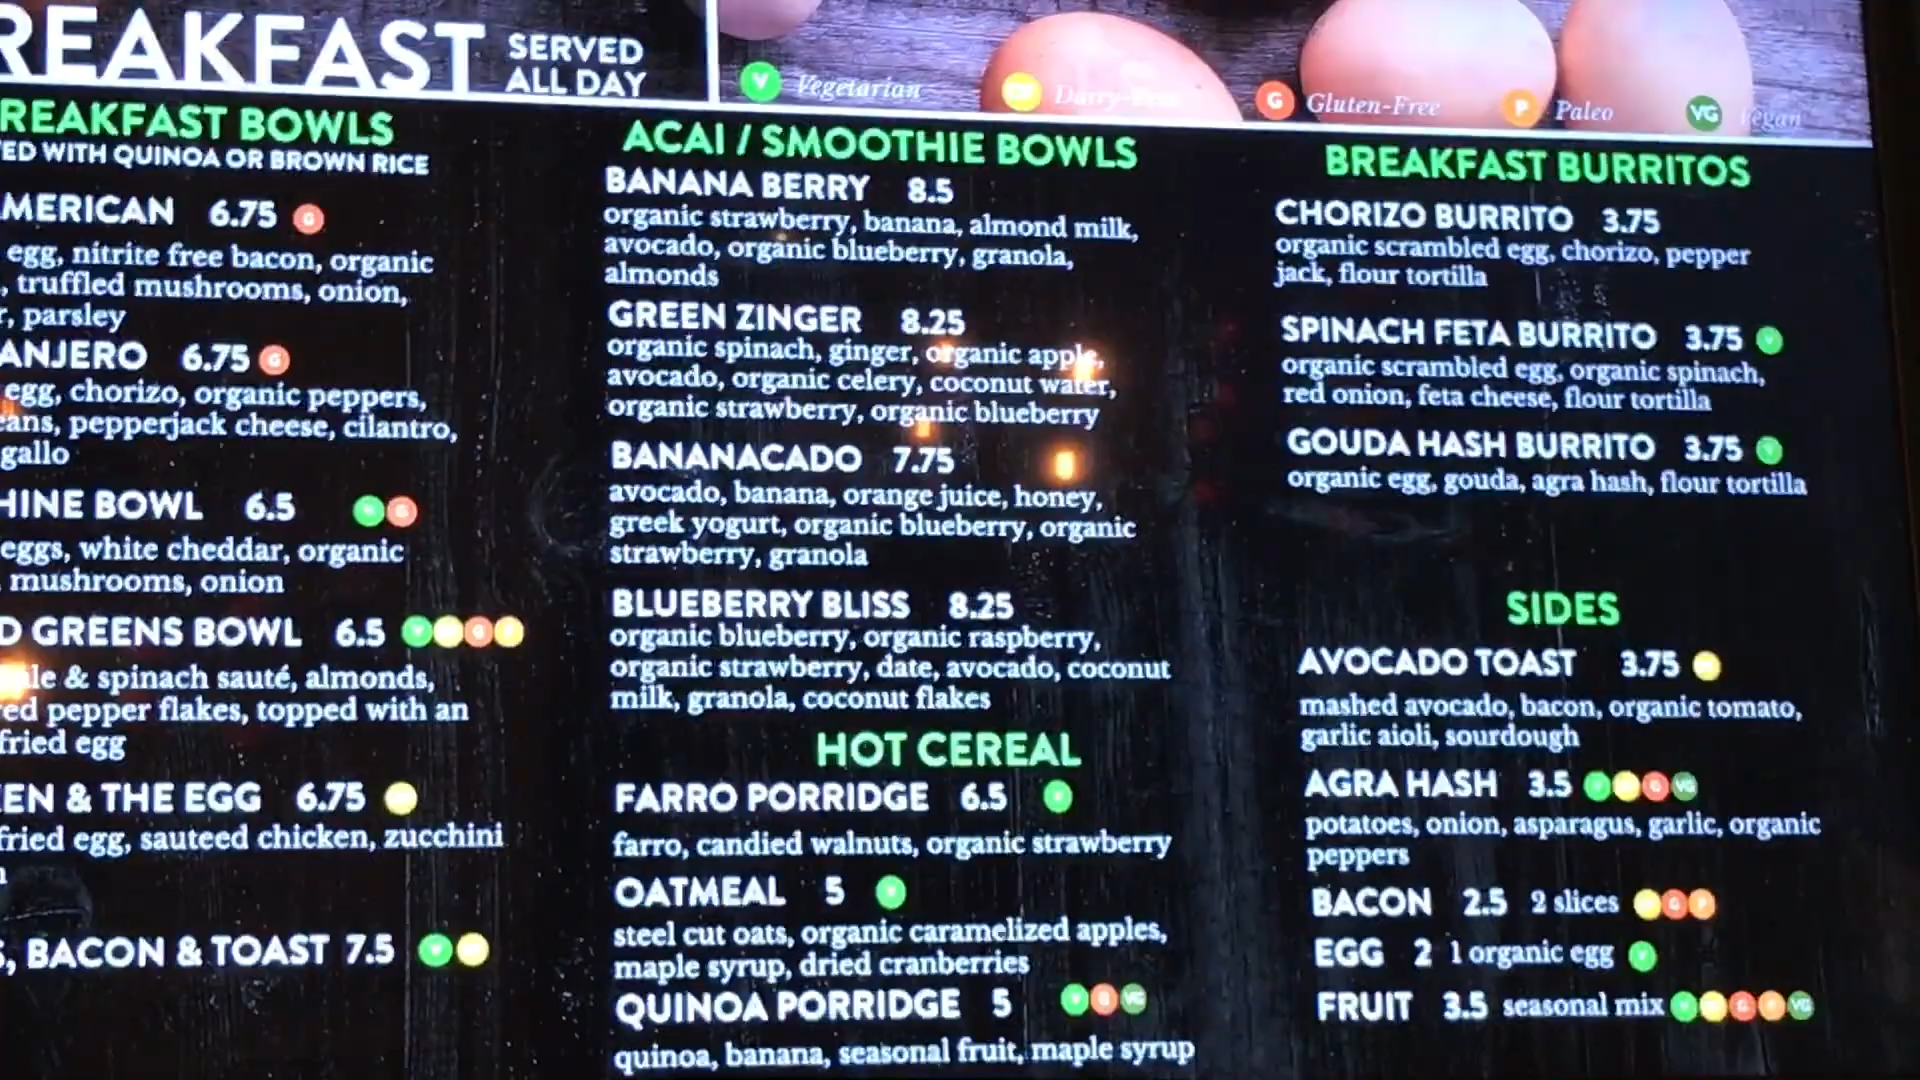 REAKFAST SERVED
ALL DAY
V Vegetarian
G Gluten-Free
P Paleo
VG Vegan
REAKFAST BOWLS
ED WITH QUINOA OR BROWN RICE
MERICAN 6.75 G
egg, nitrite free bacon, organic
, truffled mushrooms, onion,
r, parsley
ANJERO 6.75 G
egg, chorizo, organic peppers,
eans, pepperjack cheese, cilantro,
gallo
HINE BOWL 6.5
eggs, white cheddar, organic
mushrooms, onion
D GREENS BOWL 6.5
le & spinach sauté, almonds,
red pepper flakes, topped with an
fried egg
EN & THE EGG 6.75
fried egg, sauteed chicken, zucchini
S, BACON & TOAST 7.5
ACAI / SMOOTHIE BOWLS
BANANA BERRY 8.5
organic strawberry, banana, almond milk,
avocado, organic blueberry, granola,
almonds
GREEN ZINGER 8.25
organic spinach, ginger, organic apple,
avocado, organic celery, coconut water,
organic strawberry, organic blueberry
BANANACADO 7.75
avocado, banana, orange juice, honey,
greek yogurt, organic blueberry, organic
strawberry, granola
BLUEBERRY BLISS 8.25
organic blueberry, organic raspberry,
organic strawberry, date, avocado, coconut
milk, granola, coconut flakes
HOT CEREAL
FARRO PORRIDGE 6.5
farro, candied walnuts, organic strawberry
OATMEAL 5
steel cut oats, organic caramelized apples,
maple syrup, dried cranberries
QUINOA PORRIDGE 5 V G VG
quinoa, banana, seasonal fruit, maple syrup
BREAKFAST BURRITOS
CHORIZO BURRITO 3.75
organic scrambled egg, chorizo, pepper
jack, flour tortilla
SPINACH FETA BURRITO 3.75
organic scrambled egg, organic spinach,
red onion, feta cheese, flour tortilla
GOUDA HASH BURRITO 3.75
organic egg, gouda, agra hash, flour tortilla
SIDES
AVOCADO TOAST 3.75
mashed avocado, bacon, organic tomato,
garlic aioli, sourdough
AGRA HASH 3.5
potatoes, onion, asparagus, garlic, organic
peppers
BACON 2.5 2 slices
EGG 2 1 organic egg
FRUIT 3.5 seasonal mix